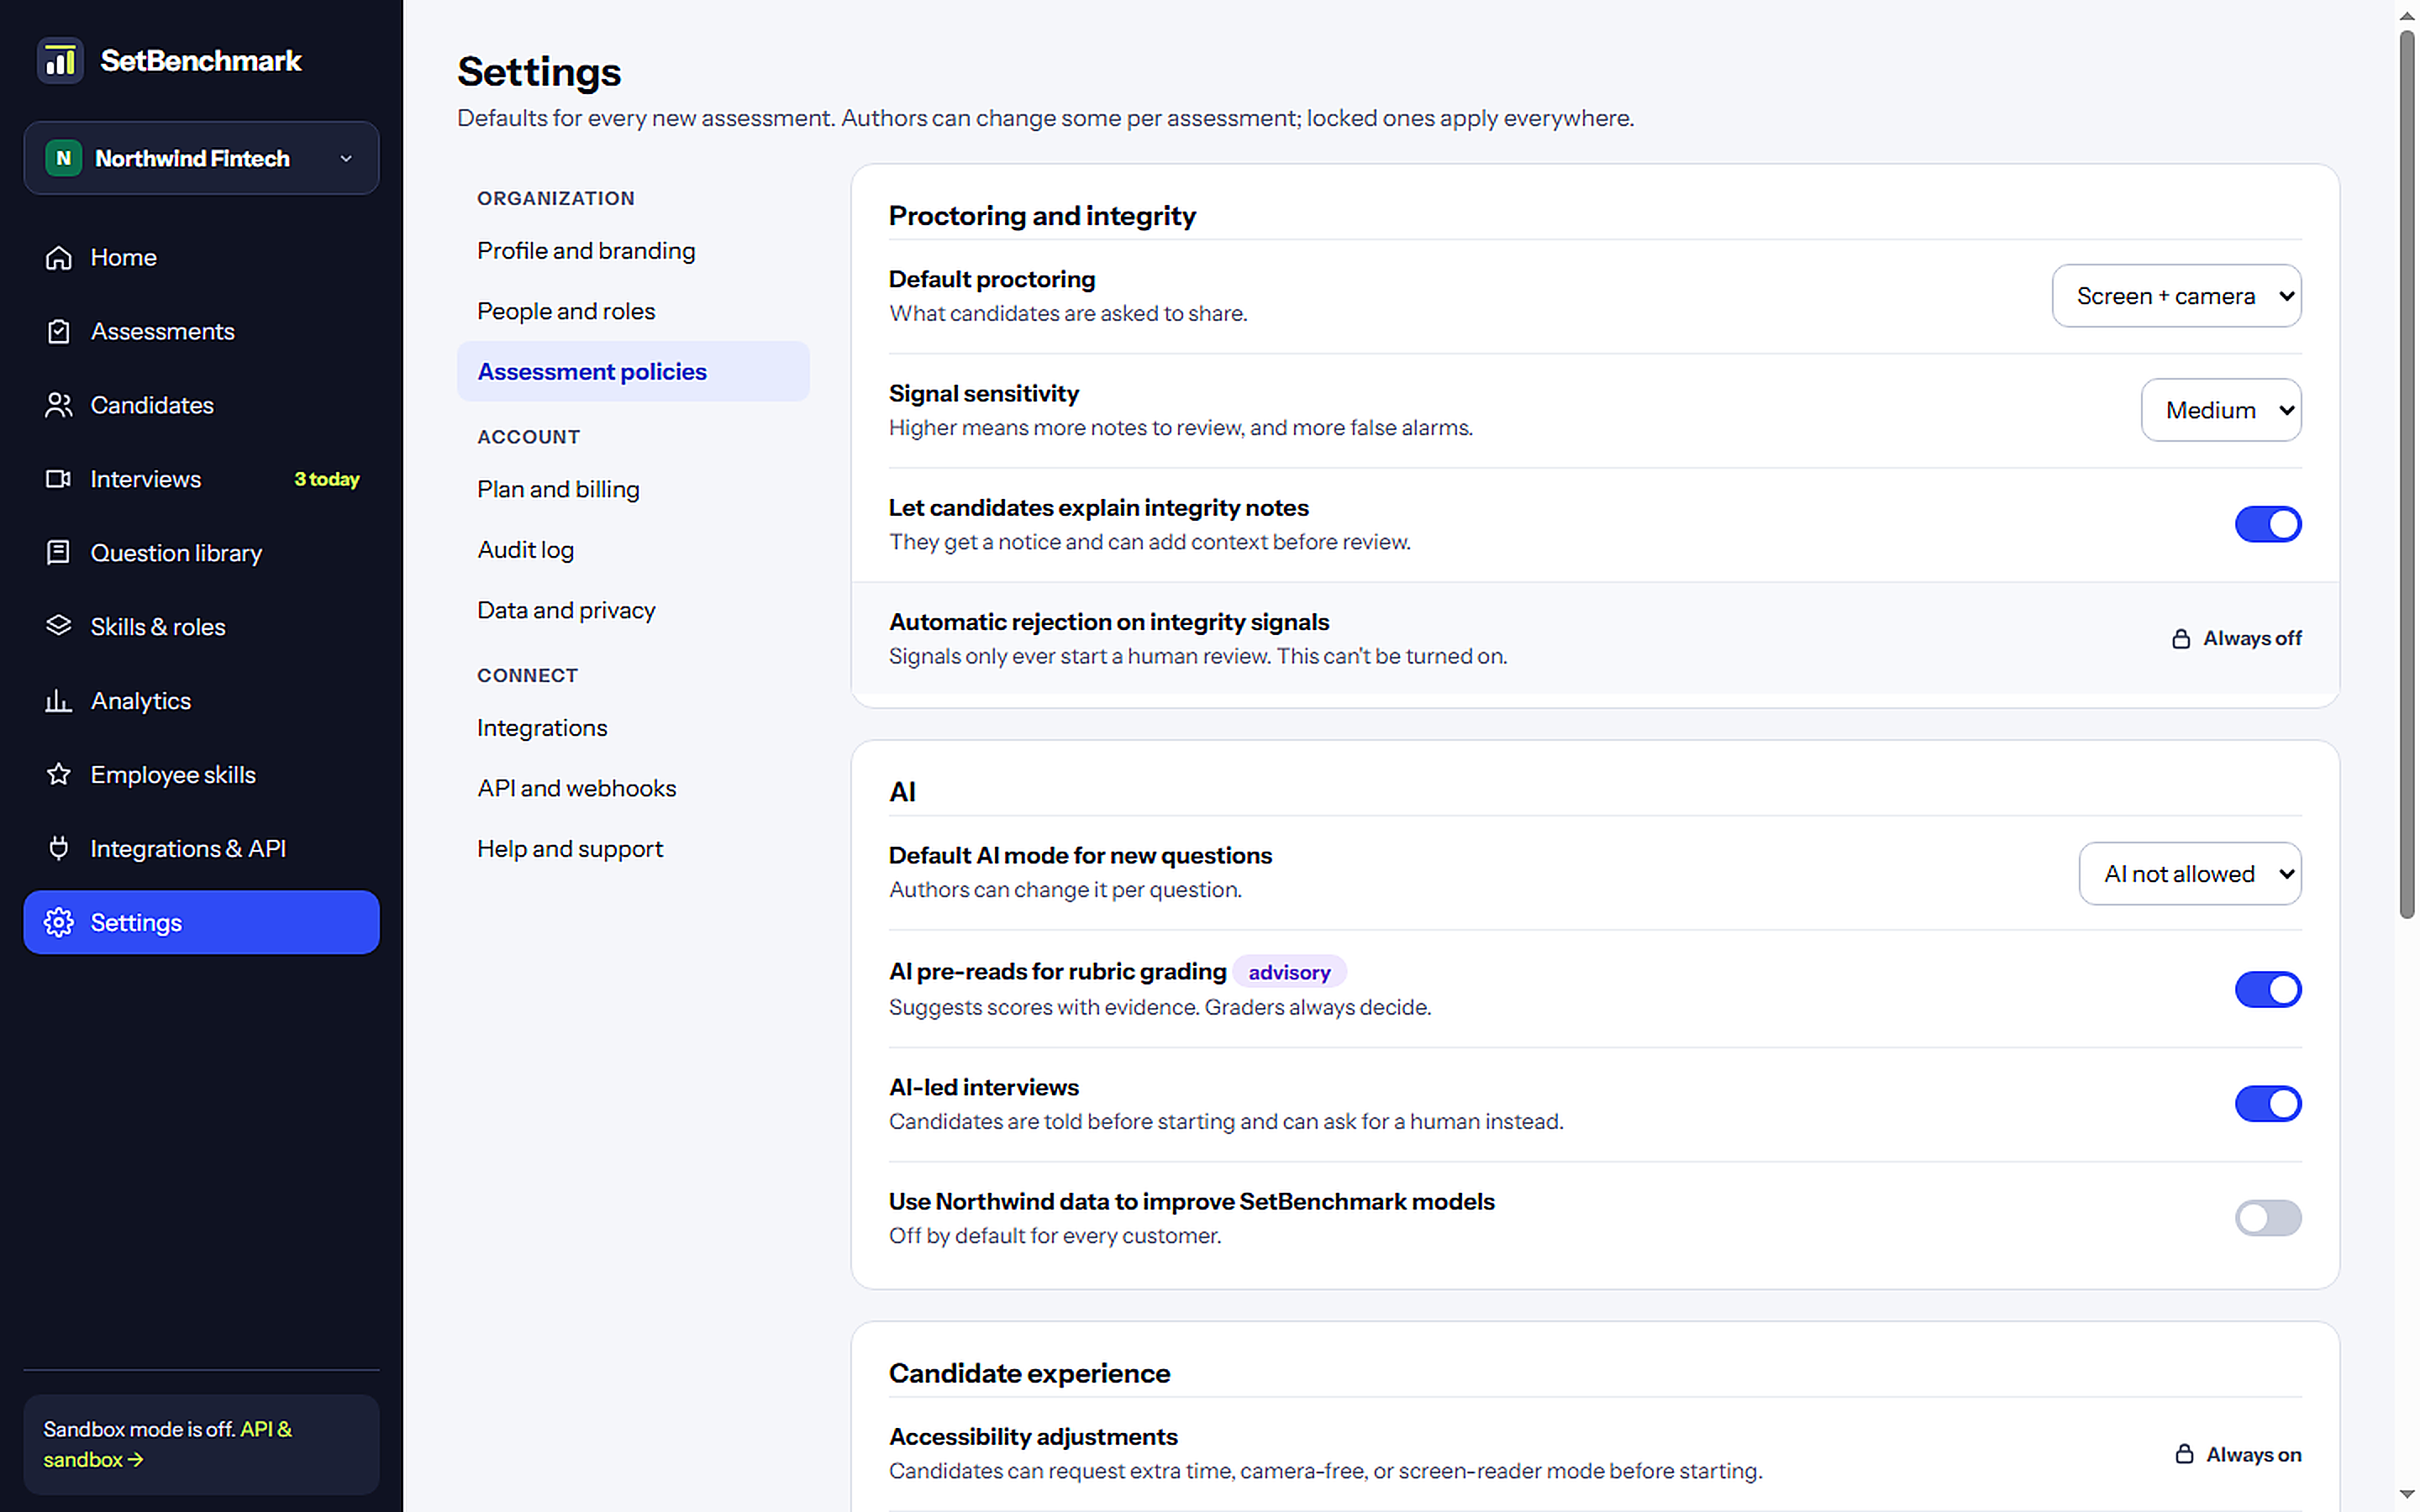 SetBenchmark
N Northwind Fintech
Home
Assessments
Candidates
Interviews 3 today
Question library
Skills & roles
Analytics
Employee skills
Integrations & API
Settings
Sandbox mode is off. API &
sandbox →
Settings
Defaults for every new assessment. Authors can change some per assessment; locked ones apply everywhere.
ORGANIZATION
Profile and branding
People and roles
Assessment policies
ACCOUNT
Plan and billing
Audit log
Data and privacy
CONNECT
Integrations
API and webhooks
Help and support
Proctoring and integrity
Default proctoring
What candidates are asked to share.
Screen + camera
Signal sensitivity
Higher means more notes to review, and more false alarms.
Medium
Let candidates explain integrity notes
They get a notice and can add context before review.
Automatic rejection on integrity signals
Signals only ever start a human review. This can't be turned on.
Always off
AI
Default AI mode for new questions
Authors can change it per question.
AI not allowed
AI pre-reads for rubric grading advisory
Suggests scores with evidence. Graders always decide.
AI-led interviews
Candidates are told before starting and can ask for a human instead.
Use Northwind data to improve SetBenchmark models
Off by default for every customer.
Candidate experience
Accessibility adjustments
Candidates can request extra time, camera-free, or screen-reader mode before starting.
Always on